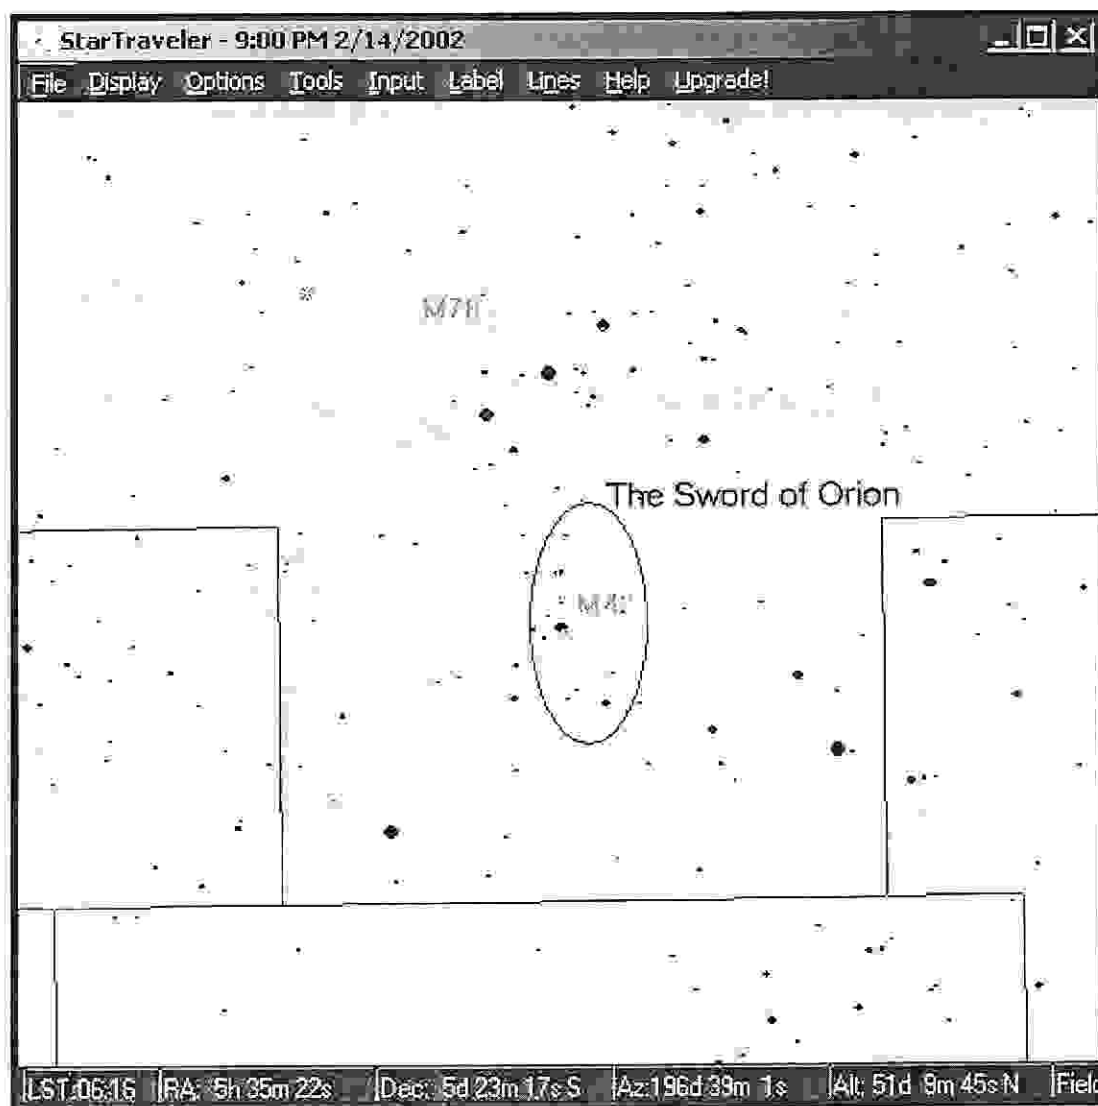 StarTraveler - 9:00 PM 2/14/2002
File Display Options Tools Input Label Lines Help Upgrade!
M78
The Sword of Orion
M42
LST:06:16 RA: 5h 35m 22s Dec: 5d 23m 17s S Az:196d 39m 1s Alt: 51d 9m 45s N Field